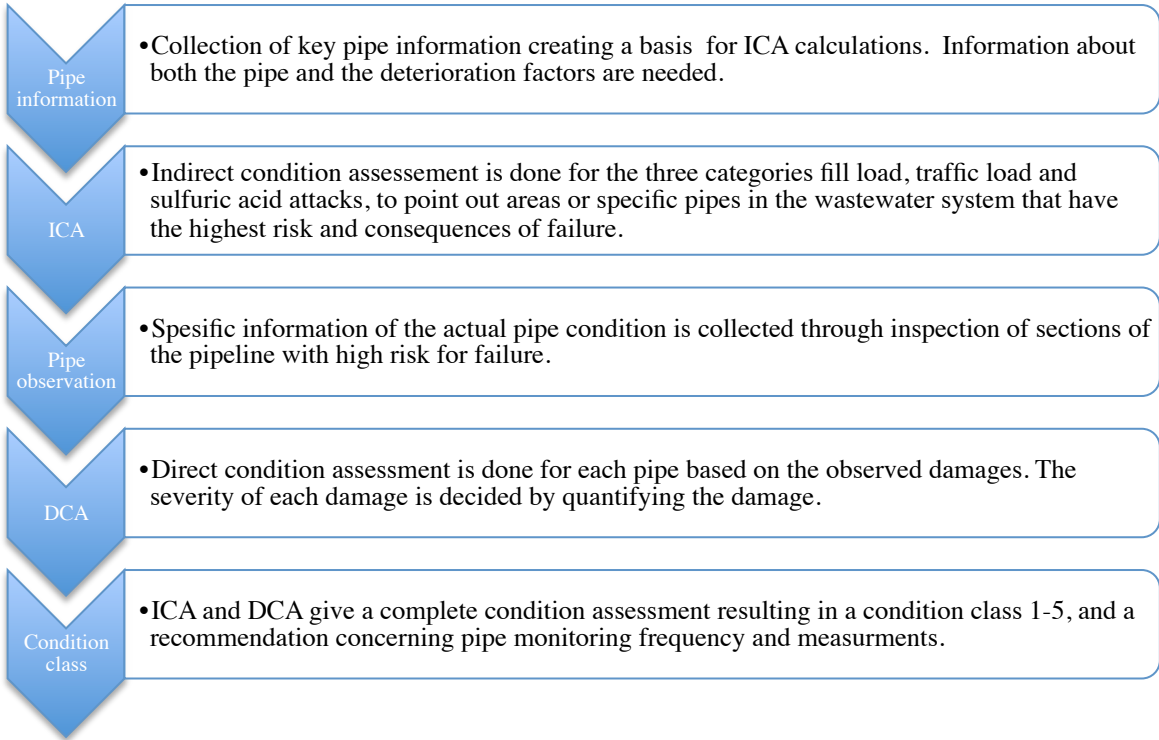 Pipe
information
•Collection of key pipe information creating a basis  for ICA calculations.  Information about
both the pipe and the deterioration factors are needed.
ICA
•Indirect condition assessement is done for the three categories fill load, traffic load and
sulfuric acid attacks, to point out areas or specific pipes in the wastewater system that have
the highest risk and consequences of failure.
Pipe
observation
•Spesific information of the actual pipe condition is collected through inspection of sections of
the pipeline with high risk for failure.
DCA
•Direct condition assessment is done for each pipe based on the observed damages. The
severity of each damage is decided by quantifying the damage.
Condition
class
•ICA and DCA give a complete condition assessment resulting in a condition class 1-5, and a
recommendation concerning pipe monitoring frequency and measurments.